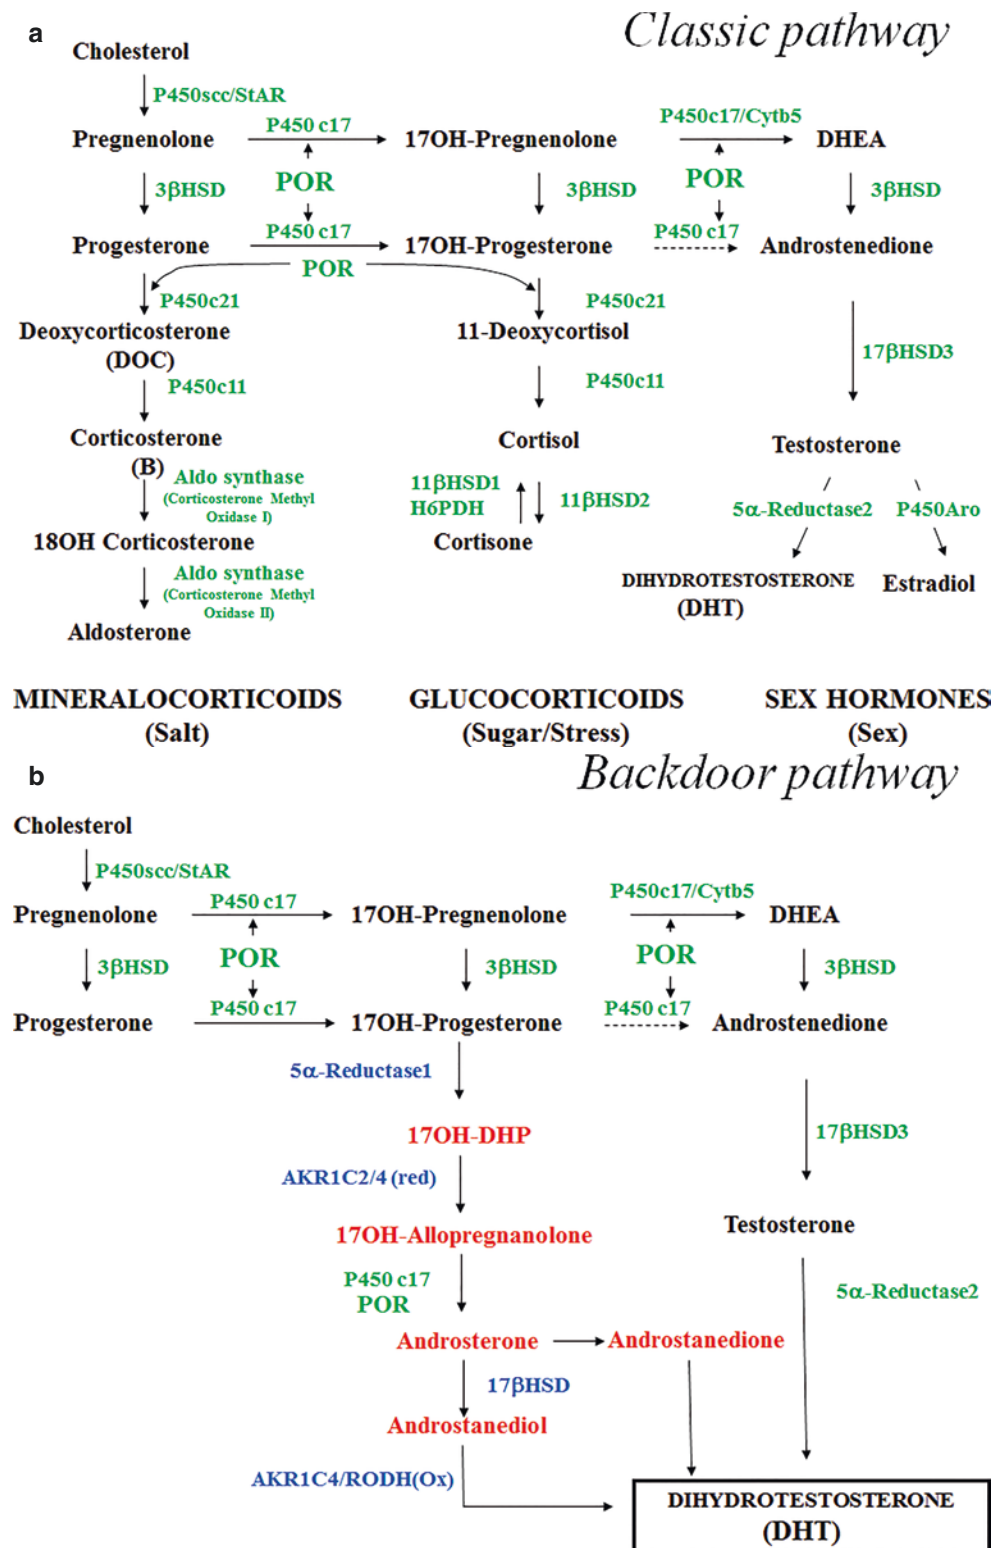 a
Classic pathway
Cholesterol
P450scc/StAR
Pregnenolone
P450 c17
17OH-Pregnenolone
P450c17/Cytb5
DHEA
3βHSD
POR
3βHSD
POR
3βHSD
Progesterone
P450 c17
17OH-Progesterone
P450 c17
Androstenedione
POR
P450c21
P450c21
Deoxycorticosterone
(DOC)
11-Deoxycortisol
17βHSD3
P450c11
P450c11
Corticosterone
(B)
Cortisol
Testosterone
Aldo synthase
(Corticosterone Methyl
Oxidase I)
11βHSD1
H6PDH
11βHSD2
5α-Reductase2
P450Aro
18OH Corticosterone
Cortisone
Aldo synthase
(Corticosterone Methyl
Oxidase II)
DIHYDROTESTOSTERONE
(DHT)
Estradiol
Aldosterone
MINERALOCORTICOIDS
(Salt)
GLUCOCORTICOIDS
(Sugar/Stress)
SEX HORMONES
(Sex)
b
Backdoor pathway
Cholesterol
P450scc/StAR
Pregnenolone
P450 c17
17OH-Pregnenolone
P450c17/Cytb5
DHEA
3βHSD
POR
3βHSD
POR
3βHSD
Progesterone
P450 c17
17OH-Progesterone
P450 c17
Androstenedione
5α-Reductase1
17OH-DHP
17βHSD3
AKR1C2/4 (red)
17OH-Allopregnanolone
Testosterone
P450 c17
POR
5α-Reductase2
Androsterone
Androstanedione
17βHSD
Androstanediol
AKR1C4/RODH(Ox)
DIHYDROTESTOSTERONE
(DHT)